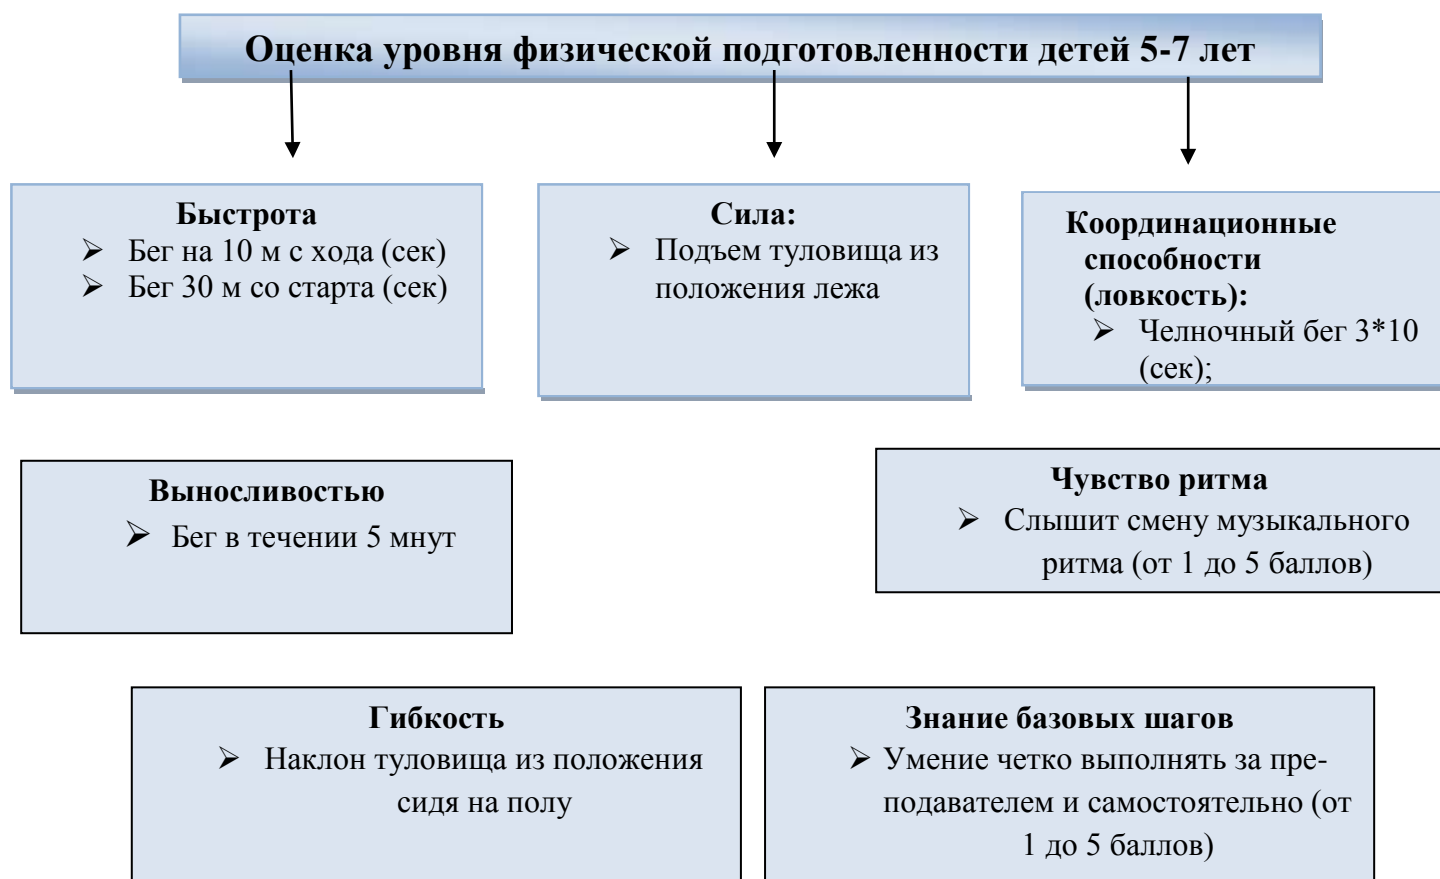 Оценка уровня физической подготовленности детей 5-7 лет
Быстрота
➢ Бег на 10 м с хода (сек)
➢ Бег 30 м со старта (сек)
Сила:
➢ Подъем туловища из
положения лежа
Координационные
способности
(ловкость):
➢ Челночный бег 3*10
(сек);
Выносливостью
➢ Бег в течении 5 мнут
Чувство ритма
➢ Слышит смену музыкального
ритма (от 1 до 5 баллов)
Гибкость
➢ Наклон туловища из положения
сидя на полу
Знание базовых шагов
➢ Умение четко выполнять за пре-
подавателем и самостоятельно (от
1 до 5 баллов)